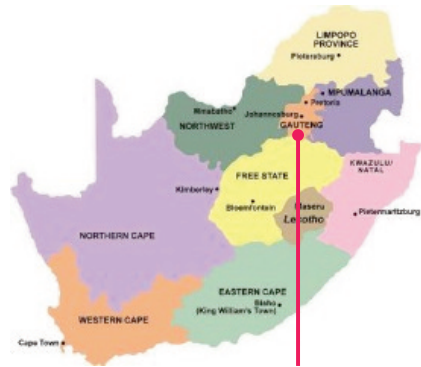 LIMPOPO
PROVINCE
Pietersburg
MPUMALANGA
Pretoria
Mmabatho
Johannesburg
NORTHWEST
GAUTENG
KWAZULU/
NATAL
FREE STATE
Kimberley
Maseru
Bloemfontein
Lesotho
Pietermaritzburg
NORTHERN CAPE
EASTERN CAPE
Bisho
(King William's Town)
WESTERN CAPE
Cape Town